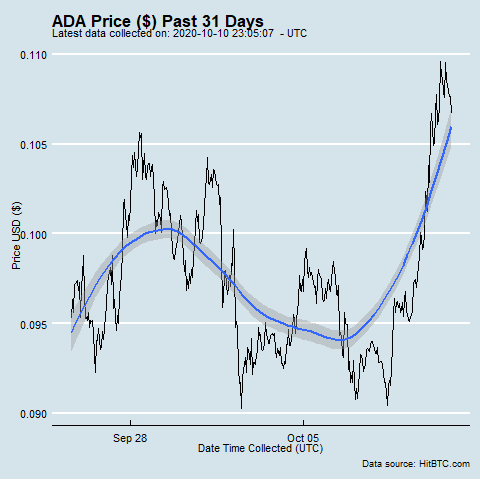 ADA Price ($) Past 31 Days
Latest data collected on: 2020-10-10 23:05:07 - UTC
0.110
0.105
0.100
0.095
0.090
Price USD ($)
Sep 28
Oct 05
Date Time Collected (UTC)
Data source: HitBTC.com